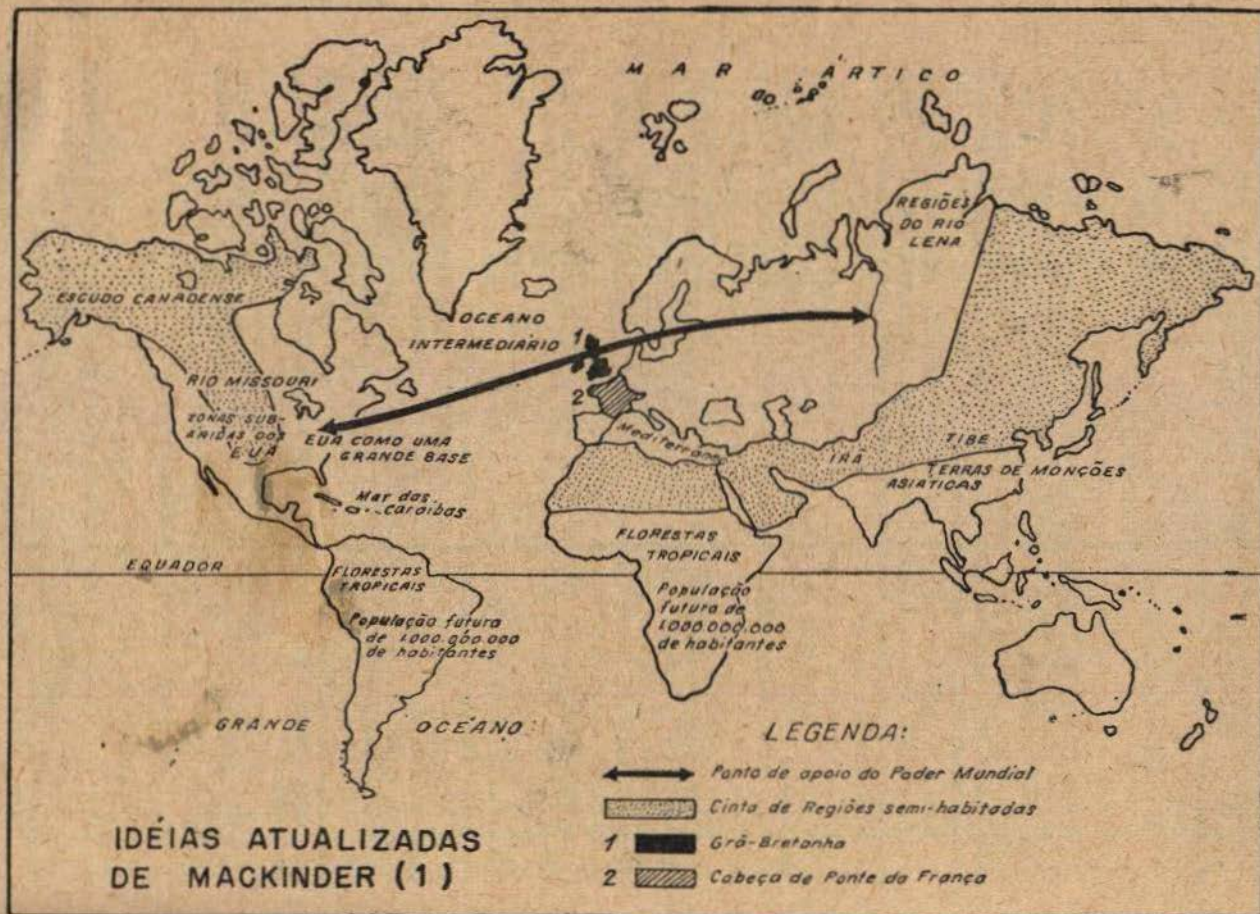 MAR ÁRTICO
REGIÕES
DO RIO
LENA
ESCUDO CANADENSE
OCEANO
INTERMEDIÁRIO
1
2
RIO MISSOURI
ZONAS SUB-
ÁRIDAS DOS
EUA
EUA COMO UMA
GRANDE BASE
Mediterrâneo
IRÃ
TIBE
TERRAS DE MONÇÕES
ASIÁTICAS
Mar das
Caraibas
FLORESTAS
TROPICAIS
EQUADOR
FLORESTAS
TROPICAIS
População futura
de 1.000.000.000
de habitantes
População
futura de
1.000.000.000
de habitantes
GRANDE OCÉANO
LEGENDA:
Ponto de apoio do Poder Mundial
Cinta de Regiões semi-habitadas
1 Grã-Bretanha
2 Cabeça de Ponte da França
IDÉIAS ATUALIZADAS
DE MACKINDER (1)